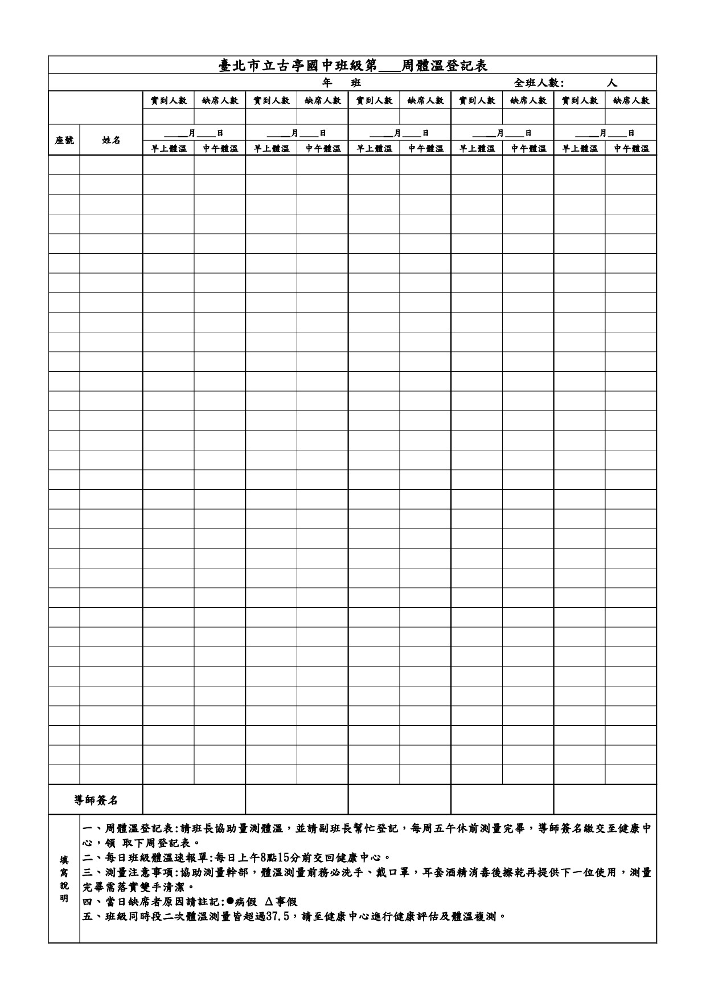 臺北市立古亭國中班級第___周體溫登記表
年 班 全班人數: 人
實到人數 缺席人數 實到人數 缺席人數 實到人數 缺席人數 實到人數 缺席人數 實到人數 缺席人數
座號 姓名 _____月____日 _____月____日 _____月____日 _____月____日 _____月____日
早上體溫 中午體溫 早上體溫 中午體溫 早上體溫 中午體溫 早上體溫 中午體溫 早上體溫 中午體溫
導師簽名
填寫說明
一、周體溫登記表:請班長協助量測體溫，並請副班長幫忙登記，每周五午休前測量完畢，導師簽名繳交至健康中
心，領 取下周登記表。
二、每日班級體溫速報單:每日上午8點15分前交回健康中心。
三、測量注意事項:協助測量幹部，體溫測量前務必洗手、戴口罩，耳套酒精消毒後擦乾再提供下一位使用，測量
完畢需落實雙手清潔。
四、當日缺席者原因請註記:●病假 △事假
五、班級同時段二次體溫測量皆超過37.5，請至健康中心進行健康評估及體溫複測。